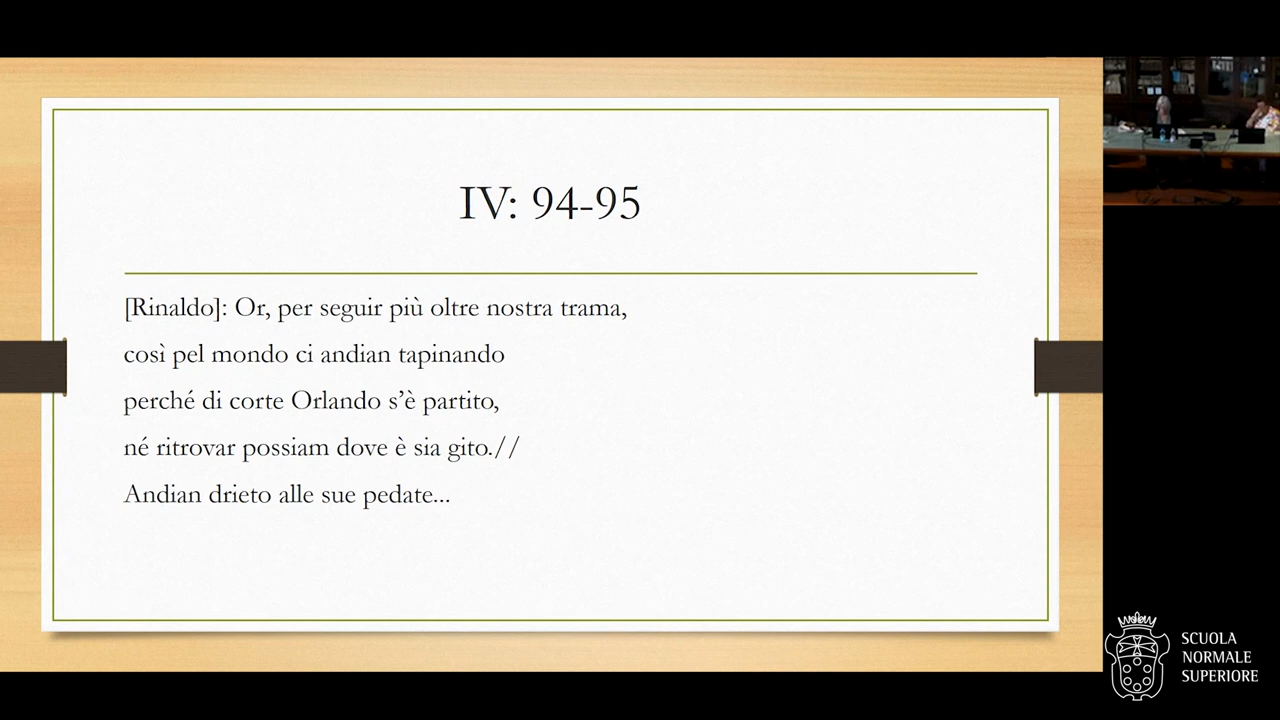 IV: 94-95
[Rinaldo]: Or, per seguir più oltre nostra trama,
così pel mondo ci andian tapinando
perché di corte Orlando s’è partito,
né ritrovar possiam dove è sia gito.//
Andian drieto alle sue pedate...
SCUOLA
NORMALE
SUPERIORE